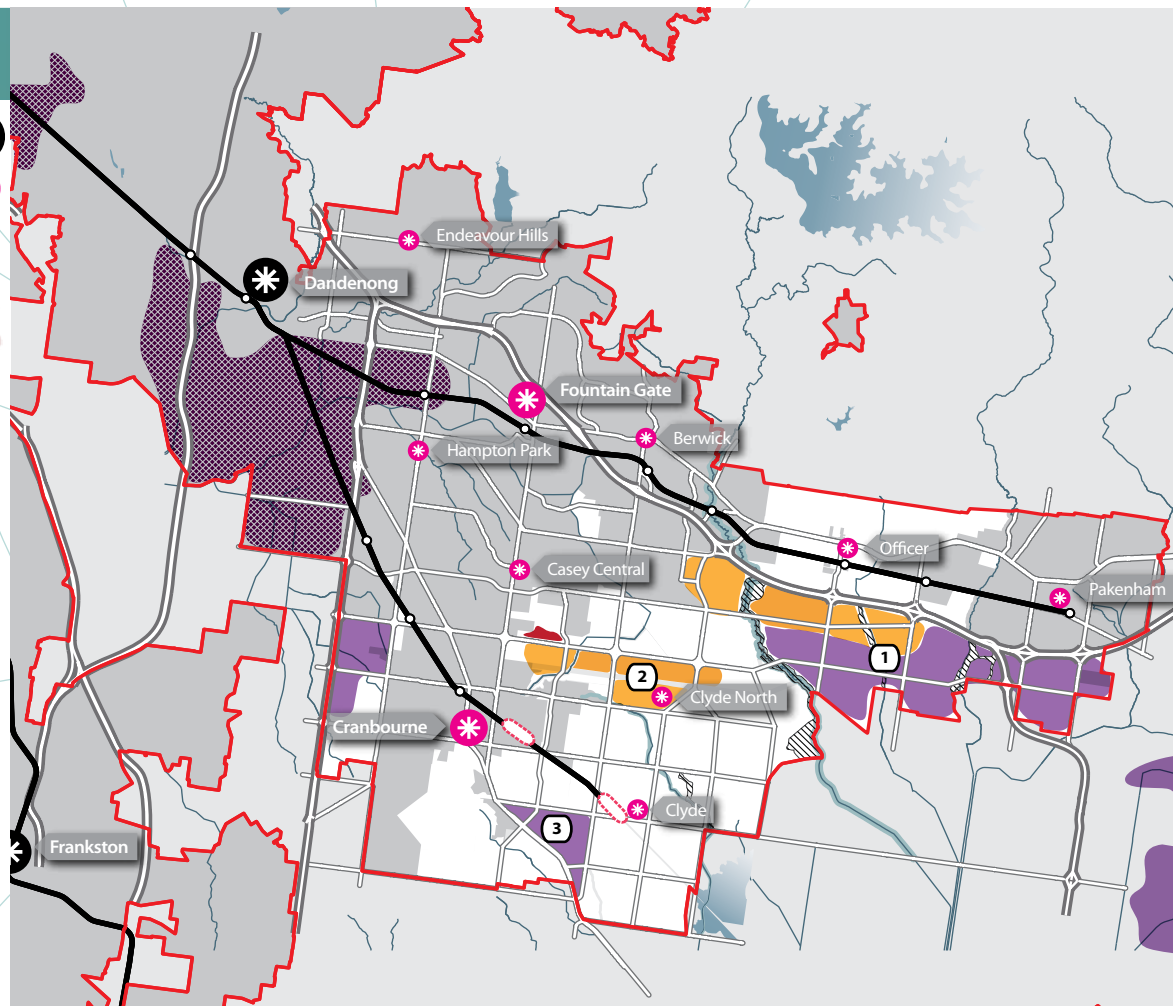 Endeavour Hills
Dandenong
Fountain Gate
Berwick
Hampton Park
Officer
Casey Central
Pakenham
1
2
Clyde North
Cranbourne
Clyde
3
Frankston